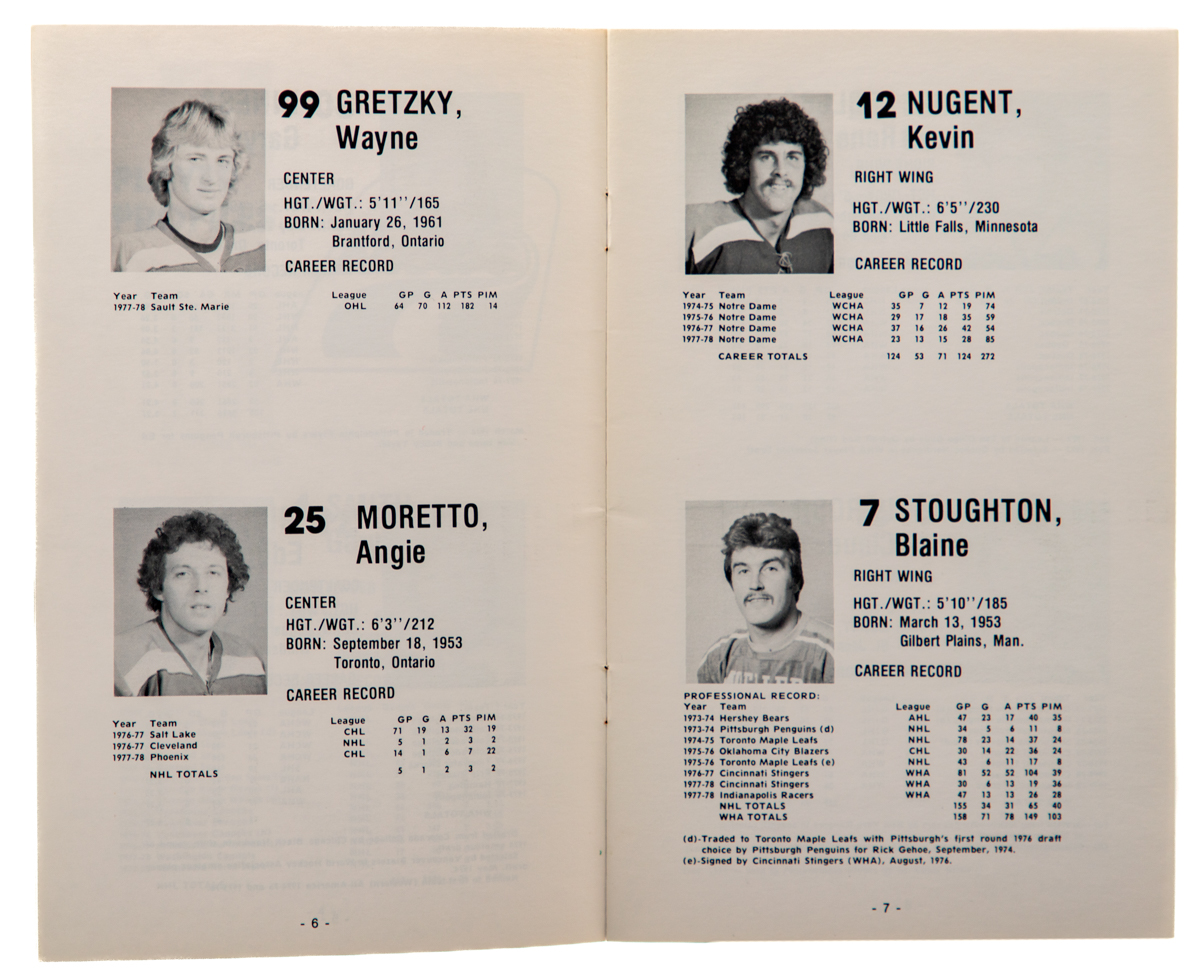 99 GRETZKY,
Wayne
CENTER
HGT./WGT.: 5'11''/165
BORN: January 26, 1961
Brantford, Ontario
CAREER RECORD
Year Team League GP G A PTS PIM
1977-78 Sault Ste. Marie OHL 64 70 112 182 14
25 MORETTO,
Angie
CENTER
HGT./WGT.: 6'3''/212
BORN: September 18, 1953
Toronto, Ontario
CAREER RECORD
Year Team League GP G A PTS PIM
1976-77 Salt Lake CHL 71 19 13 32 19
1976-77 Cleveland NHL 5 1 2 3 2
1977-78 Phoenix CHL 14 1 6 7 22
NHL TOTALS 5 1 2 3 2
- 6 -
12 NUGENT,
Kevin
RIGHT WING
HGT./WGT.: 6'5''/230
BORN: Little Falls, Minnesota
CAREER RECORD
Year Team League GP G A PTS PIM
1974-75 Notre Dame WCHA 35 7 12 19 74
1975-76 Notre Dame WCHA 29 17 18 35 59
1976-77 Notre Dame WCHA 37 16 26 42 54
1977-78 Notre Dame WCHA 23 13 15 28 85
CAREER TOTALS 124 53 71 124 272
7 STOUGHTON,
Blaine
RIGHT WING
HGT./WGT.: 5'10''/185
BORN: March 13, 1953
Gilbert Plains, Man.
CAREER RECORD
PROFESSIONAL RECORD:
Year Team League GP G A PTS PIM
1973-74 Hershey Bears AHL 47 23 17 40 35
1973-74 Pittsburgh Penguins (d) NHL 34 5 6 11 8
1974-75 Toronto Maple Leafs NHL 78 23 14 37 24
1975-76 Oklahoma City Blazers CHL 30 14 22 36 24
1975-76 Toronto Maple Leafs (e) NHL 43 6 11 17 8
1976-77 Cincinnati Stingers WHA 81 52 52 104 39
1977-78 Cincinnati Stingers WHA 30 6 13 19 36
1977-78 Indianapolis Racers WHA 47 13 13 26 28
NHL TOTALS 155 34 31 65 40
WHA TOTALS 158 71 78 149 103
(d)-Traded to Toronto Maple Leafs with Pittsburgh's first round 1976 draft
choice by Pittsburgh Penguins for Rick Gehoe, September, 1974.
(e)-Signed by Cincinnati Stingers (WHA), August, 1976.
- 7 -